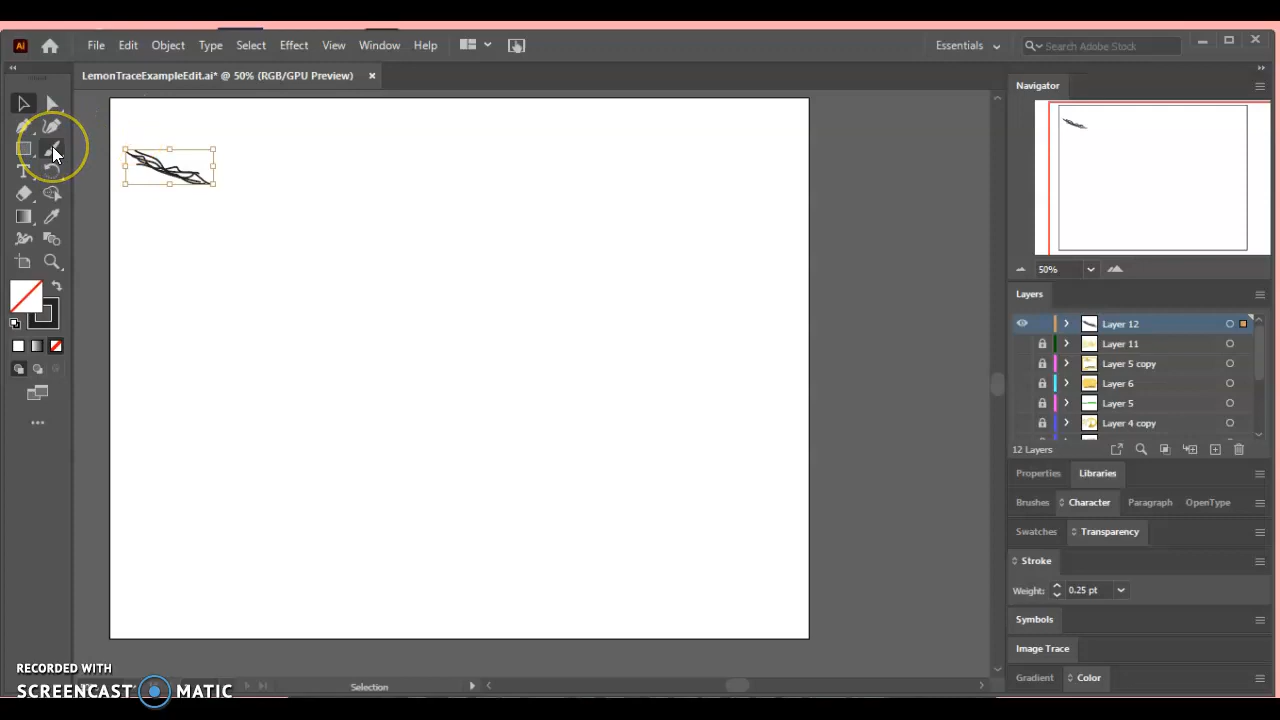 Ai File Edit Object Type Select Effect View Window Help Essentials Search Adobe Stock
LemonTraceExampleEdit.ai* @ 50% (RGB/GPU Preview)
Navigator
50%
Layers
Layer 12
Layer 11
Layer 5 copy
Layer 6
Layer 5
Layer 4 copy
12 Layers
Properties Libraries
Brushes Character Paragraph OpenType
Swatches Transparency
Stroke
Weight: 0.25 pt
Symbols
Image Trace
Gradient Color
Selection
RECORDED WITH
SCREENCAST MATIC